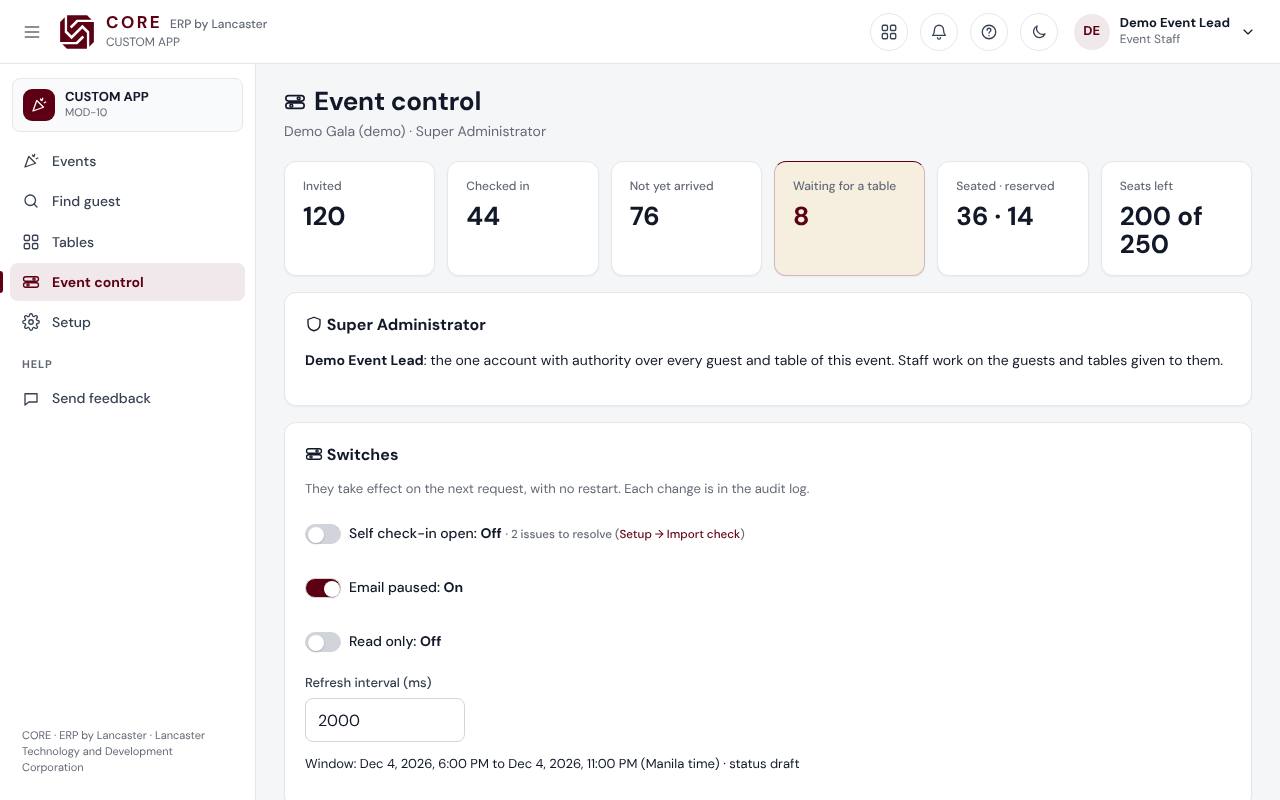 CORE ERP by Lancaster
CUSTOM APP
DE
Demo Event Lead
Event Staff
CUSTOM APP
MOD-10
Events
Find guest
Tables
Event control
Setup
HELP
Send feedback
CORE · ERP by Lancaster · Lancaster
Technology and Development
Corporation
Event control
Demo Gala (demo) · Super Administrator
Invited
120
Checked in
44
Not yet arrived
76
Waiting for a table
8
Seated · reserved
36 · 14
Seats left
200 of
250
Super Administrator
Demo Event Lead: the one account with authority over every guest and table of this event. Staff work on the guests and tables given to them.
Switches
They take effect on the next request, with no restart. Each change is in the audit log.
Self check-in open: Off · 2 issues to resolve (Setup → Import check)
Email paused: On
Read only: Off
Refresh interval (ms)
2000
Window: Dec 4, 2026, 6:00 PM to Dec 4, 2026, 11:00 PM (Manila time) · status draft